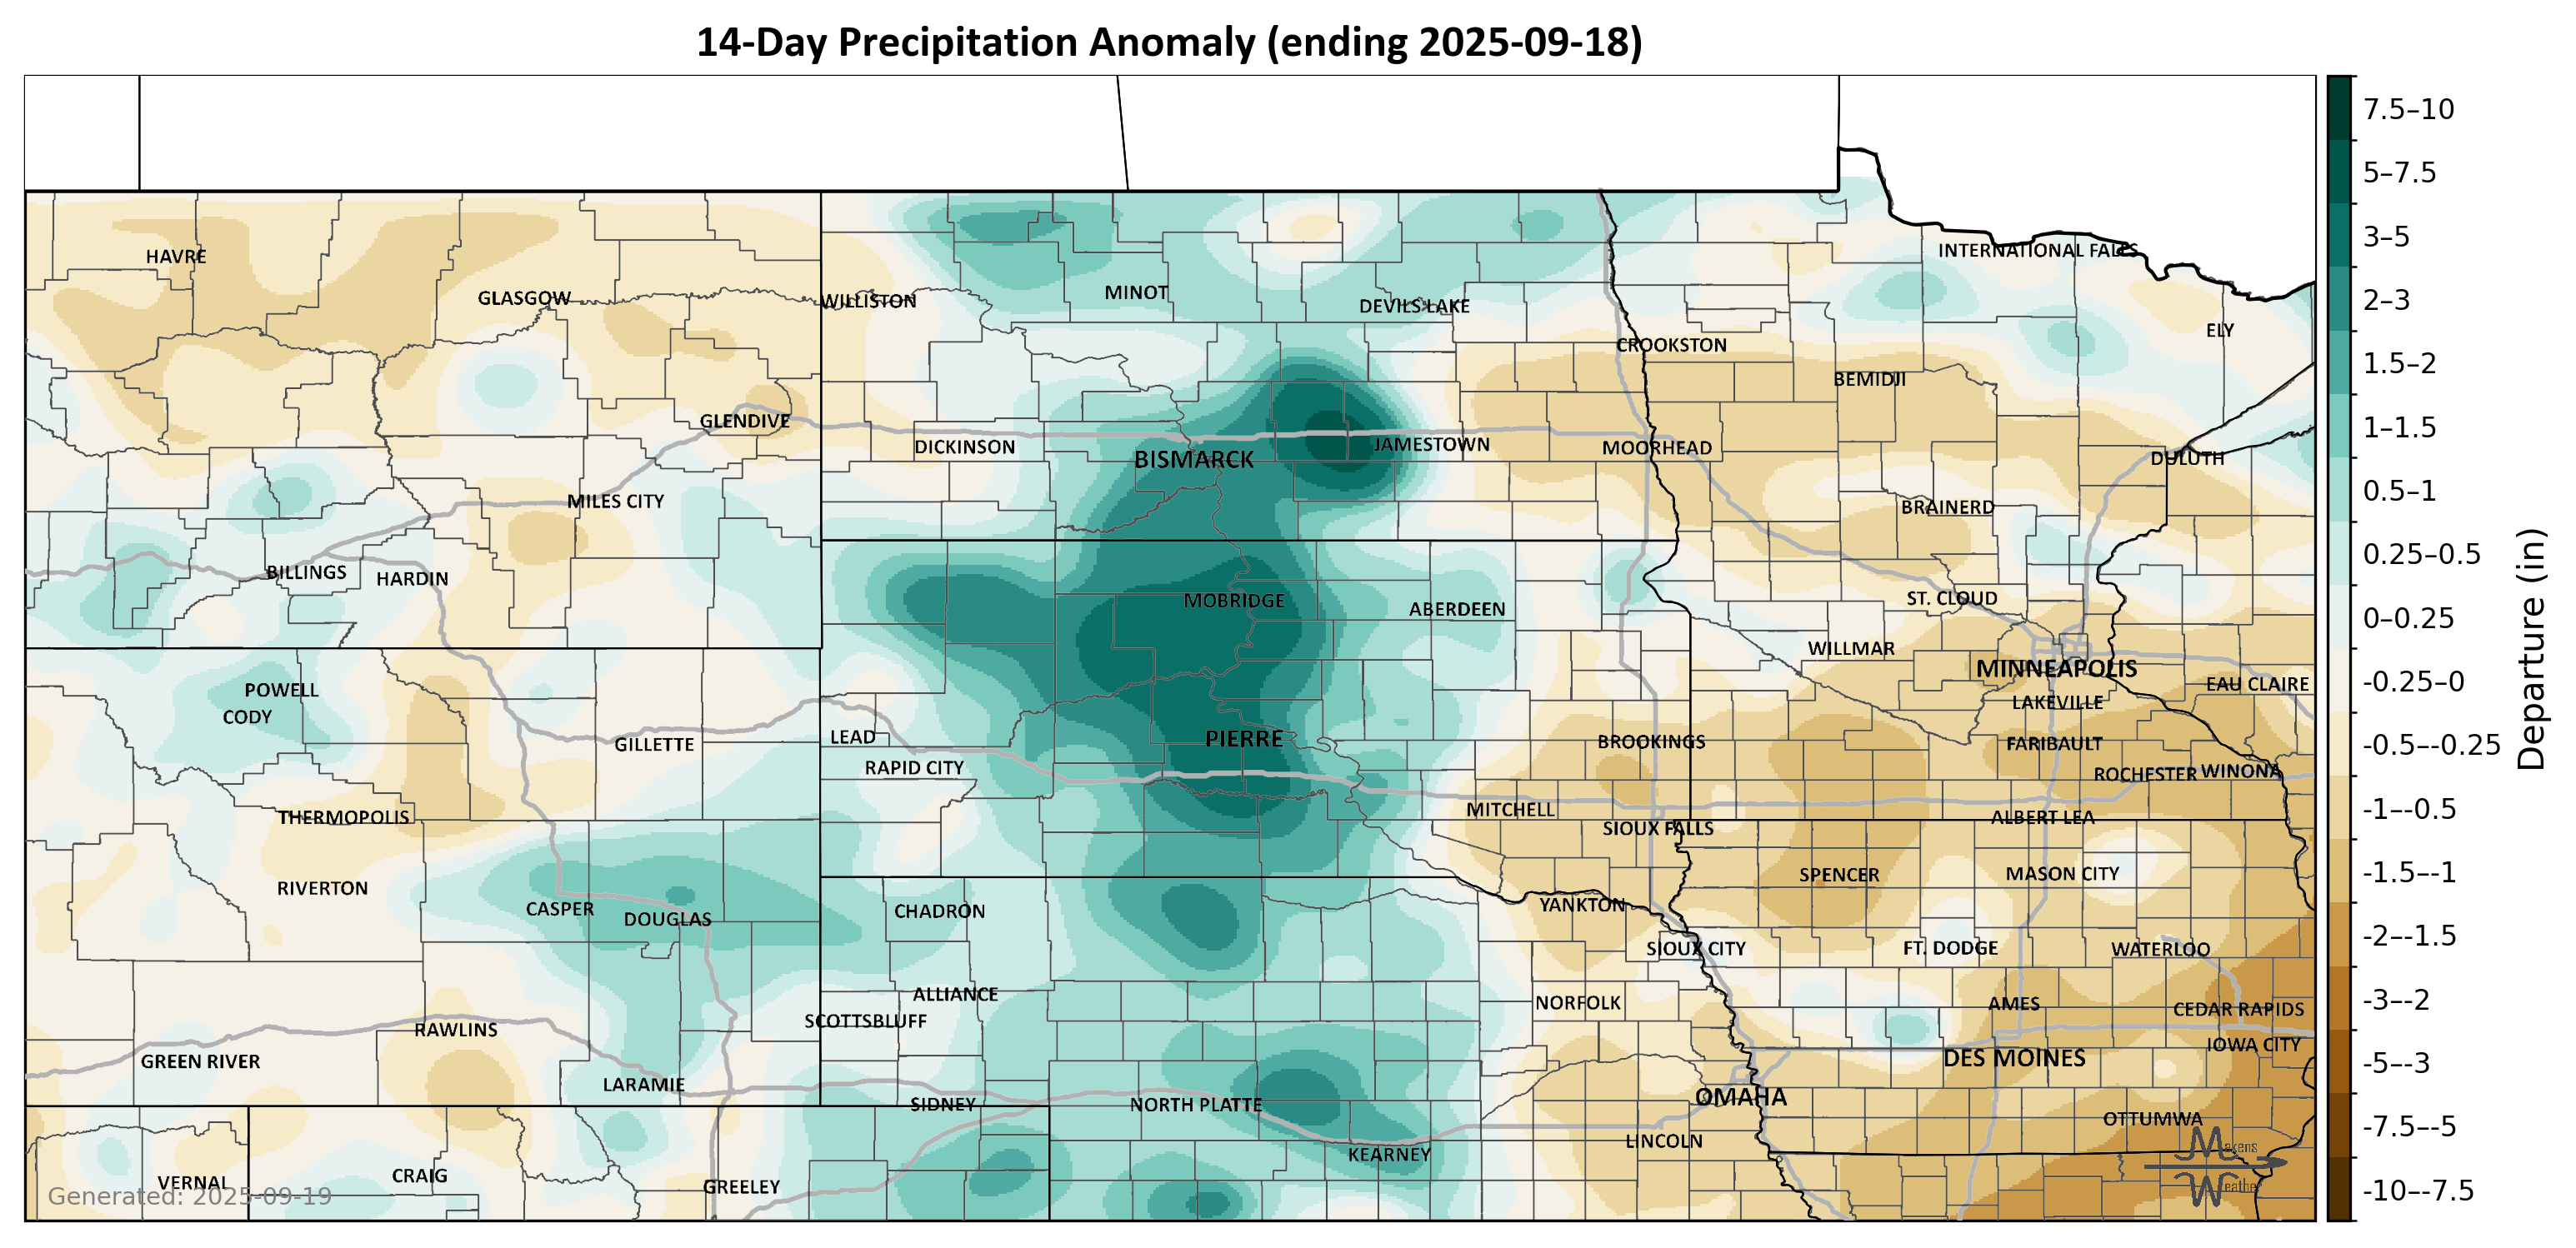 14-Day Precipitation Anomaly (ending 2025-09-18)
HAVRE
GLASGOW
WILLISTON
MINOT
DEVILS LAKE
INTERNATIONAL FALLS
ELY
CROOKSTON
BEMIDJI
GLENDIVE
DICKINSON
BISMARCK
JAMESTOWN
MOORHEAD
DULUTH
MILES CITY
BRAINERD
BILLINGS
HARDIN
MOBRIDGE
ABERDEEN
ST. CLOUD
WILLMAR
MINNEAPOLIS
EAU CLAIRE
LAKEVILLE
POWELL
CODY
GILLETTE
LEAD
RAPID CITY
PIERRE
BROOKINGS
FARIBAULT
ROCHESTER
WINONA
THERMOPOLIS
MITCHELL
SIOUX FALLS
ALBERT LEA
RIVERTON
CASPER
DOUGLAS
CHADRON
YANKTON
SPENCER
MASON CITY
SIOUX CITY
FT. DODGE
WATERLOO
ALLIANCE
SCOTTSBLUFF
NORFOLK
AMES
CEDAR RAPIDS
RAWLINS
GREEN RIVER
IOWA CITY
DES MOINES
LARAMIE
SIDNEY
NORTH PLATTE
OMAHA
OTTUMWA
LINCOLN
KEARNEY
VERNAL
CRAIG
GREELEY
Generated: 2025-09-19
Makens
Weather
7.5–10
5–7.5
3–5
2–3
1.5–2
1–1.5
0.5–1
0.25–0.5
0–0.25
-0.25–0
-0.5–-0.25
-1–-0.5
-1.5–-1
-2–-1.5
-3–-2
-5–-3
-7.5–-5
-10–-7.5
Departure (in)